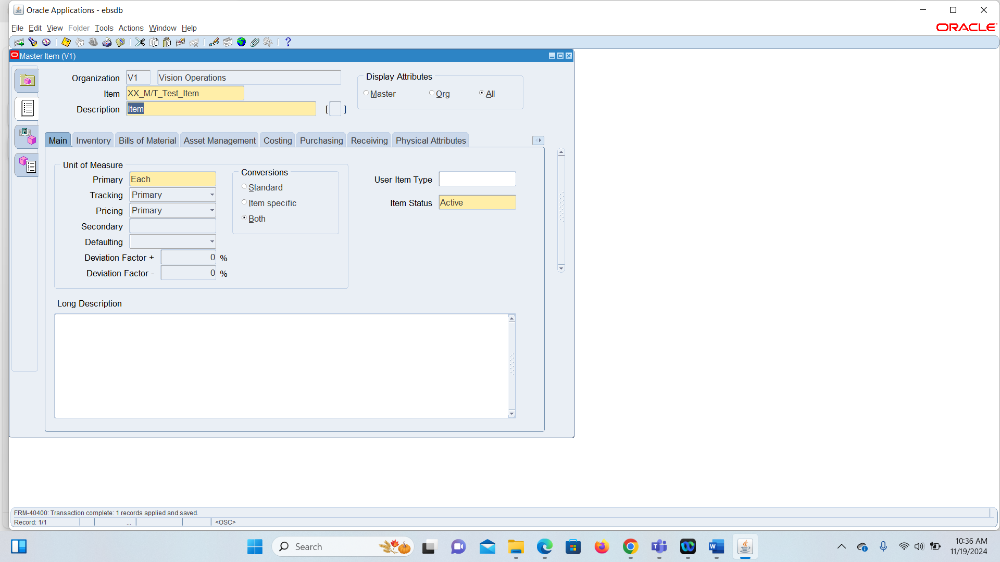 Oracle Applications - ebsdb
File Edit View Folder Tools Actions Window Help
ORACLE
Master Item (V1)
Organization V1 Vision Operations
Item XX_M/T_Test_Item
Description Item [ ]
Display Attributes
Master Org All
Main Inventory Bills of Material Asset Management Costing Purchasing Receiving Physical Attributes
Unit of Measure
Primary Each
Tracking Primary
Pricing Primary
Secondary
Defaulting
Deviation Factor + 0 %
Deviation Factor - 0 %
Conversions
Standard
Item specific
Both
User Item Type
Item Status Active
Long Description
FRM-40400: Transaction complete: 1 records applied and saved.
Record: 1/1 ... <OSC>
Search
10:36 AM
11/19/2024